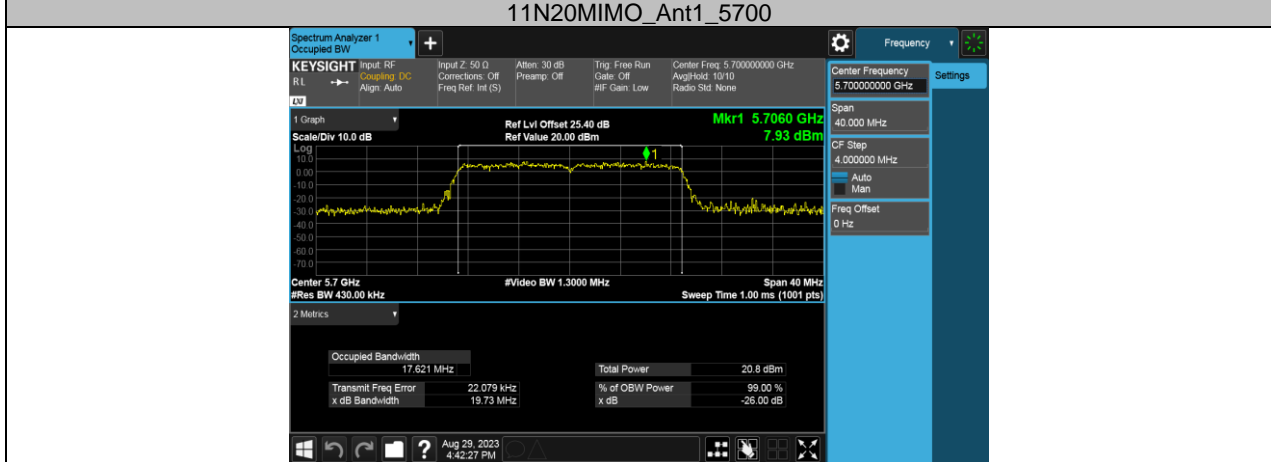 11N20MIMO_Ant1_5700
Spectrum Analyzer 1
Occupied BW
+
Frequency
KEYSIGHT
RL
LXI
Input: RF
Coupling: DC
Align: Auto
Input Z: 50 Ω
Corrections: Off
Freq Ref: Int (S)
Atten: 30 dB
Preamp: Off
Trig: Free Run
Gate: Off
#IF Gain: Low
Center Freq: 5.700000000 GHz
Avg|Hold: 10/10
Radio Std: None
Center Frequency
5.700000000 GHz
Settings
Span
40.000 MHz
CF Step
4.000000 MHz
Auto
Man
Freq Offset
0 Hz
1 Graph
Scale/Div 10.0 dB
Ref Lvl Offset 25.40 dB
Ref Value 20.00 dBm
Mkr1 5.7060 GHz
7.93 dBm
Log
10.0
0.00
-10.0
-20.0
-30.0
-40.0
-50.0
-60.0
-70.0
1
Center 5.7 GHz
#Video BW 1.3000 MHz
Span 40 MHz
#Res BW 430.00 kHz
Sweep Time 1.00 ms (1001 pts)
2 Metrics
Occupied Bandwidth
17.621 MHz
Total Power 20.8 dBm
Transmit Freq Error 22.079 kHz
% of OBW Power 99.00 %
x dB Bandwidth 19.73 MHz
x dB -26.00 dB
?
Aug 29, 2023
4:42:27 PM